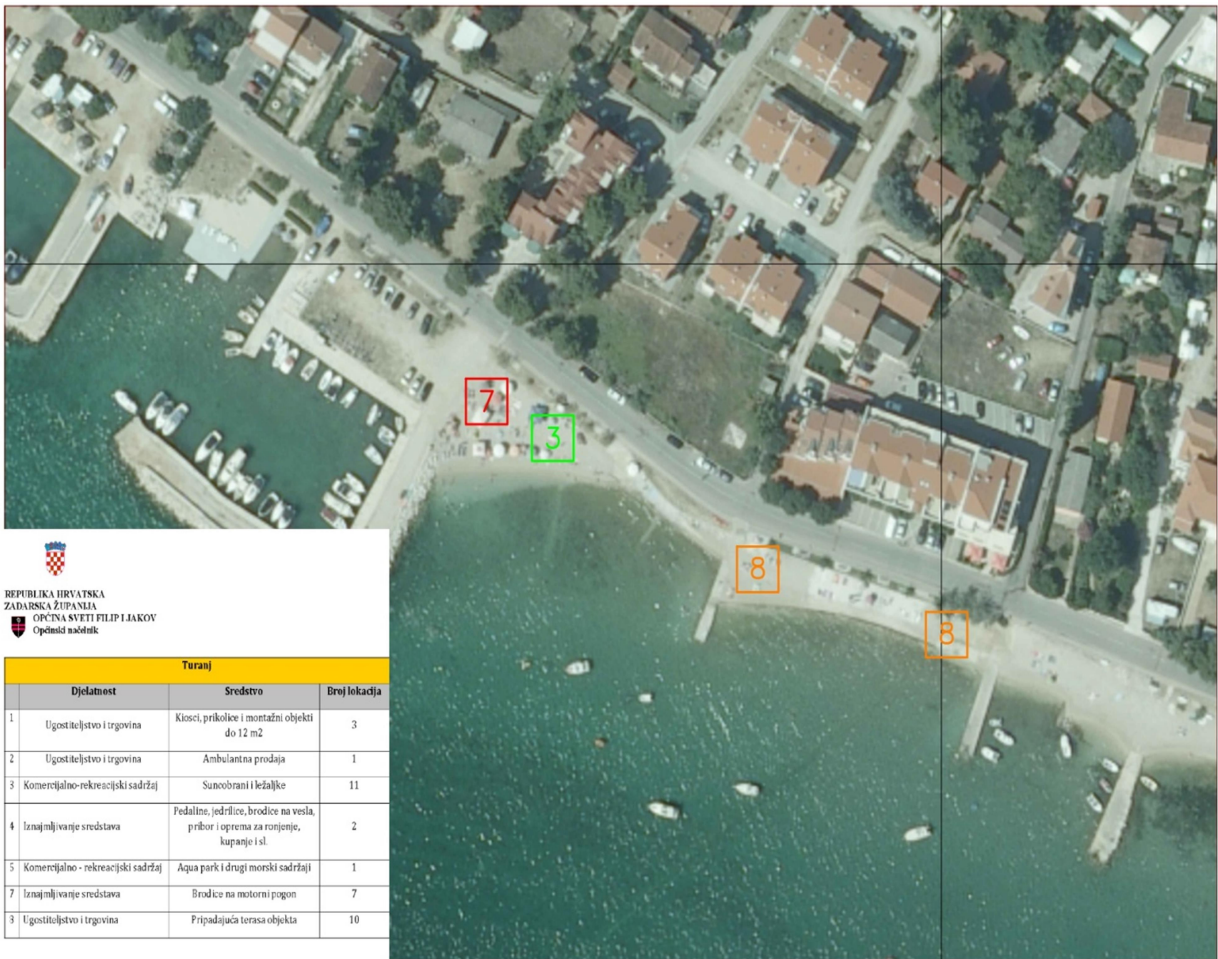 7
3
8
8
REPUBLIKA HRVATSKA
ZADARSKA ŽUPANIJA
OPĆINA SVETI FILIP I JAKOV
Općinski načelnik
Turanj
Djelatnost Sredstvo Broj lokacija
1 Ugostiteljstvo i trgovina Kiosci, prikolice i montažni objekti do 12 m2 3
2 Ugostiteljstvo i trgovina Ambulantna prodaja 1
3 Komercijalno-rekreacijski sadržaj Suncobrani i ležaljke 11
4 Iznajmljivanje sredstava Pedaline, jedrilice, brodice na vesla, pribor i oprema za ronjenje, kupanje i sl. 2
5 Komercijalno - rekreacijski sadržaj Aqua park i drugi morski sadržaji 1
7 Iznajmljivanje sredstava Brodice na motorni pogon 7
8 Ugostiteljstvo i trgovina Pripadajuća terasa objekta 10